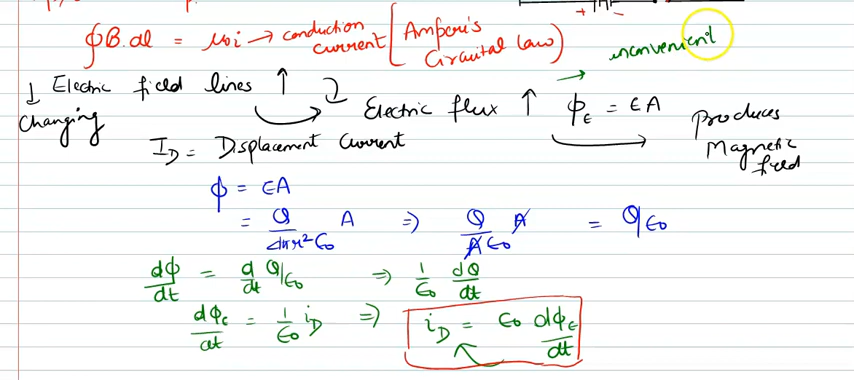 ∮B.dl = μ₀i → conduction current [Amperi's Circuital law)
inconvenient
↓ Electric field lines ↑
Changing
Electric flux ↑ ϕ_E = EA
Produces Magnetic field
I_D = Displacement current
ϕ = EA
= Q/4πr²ε₀ A ⇒ Q/Aε₀ A = Q/ε₀
dϕ/dt = d/dt Q/ε₀ ⇒ 1/ε₀ dQ/dt
dϕ_E/dt = 1/ε₀ i_D ⇒ i_D = ε₀ dϕ_E/dt